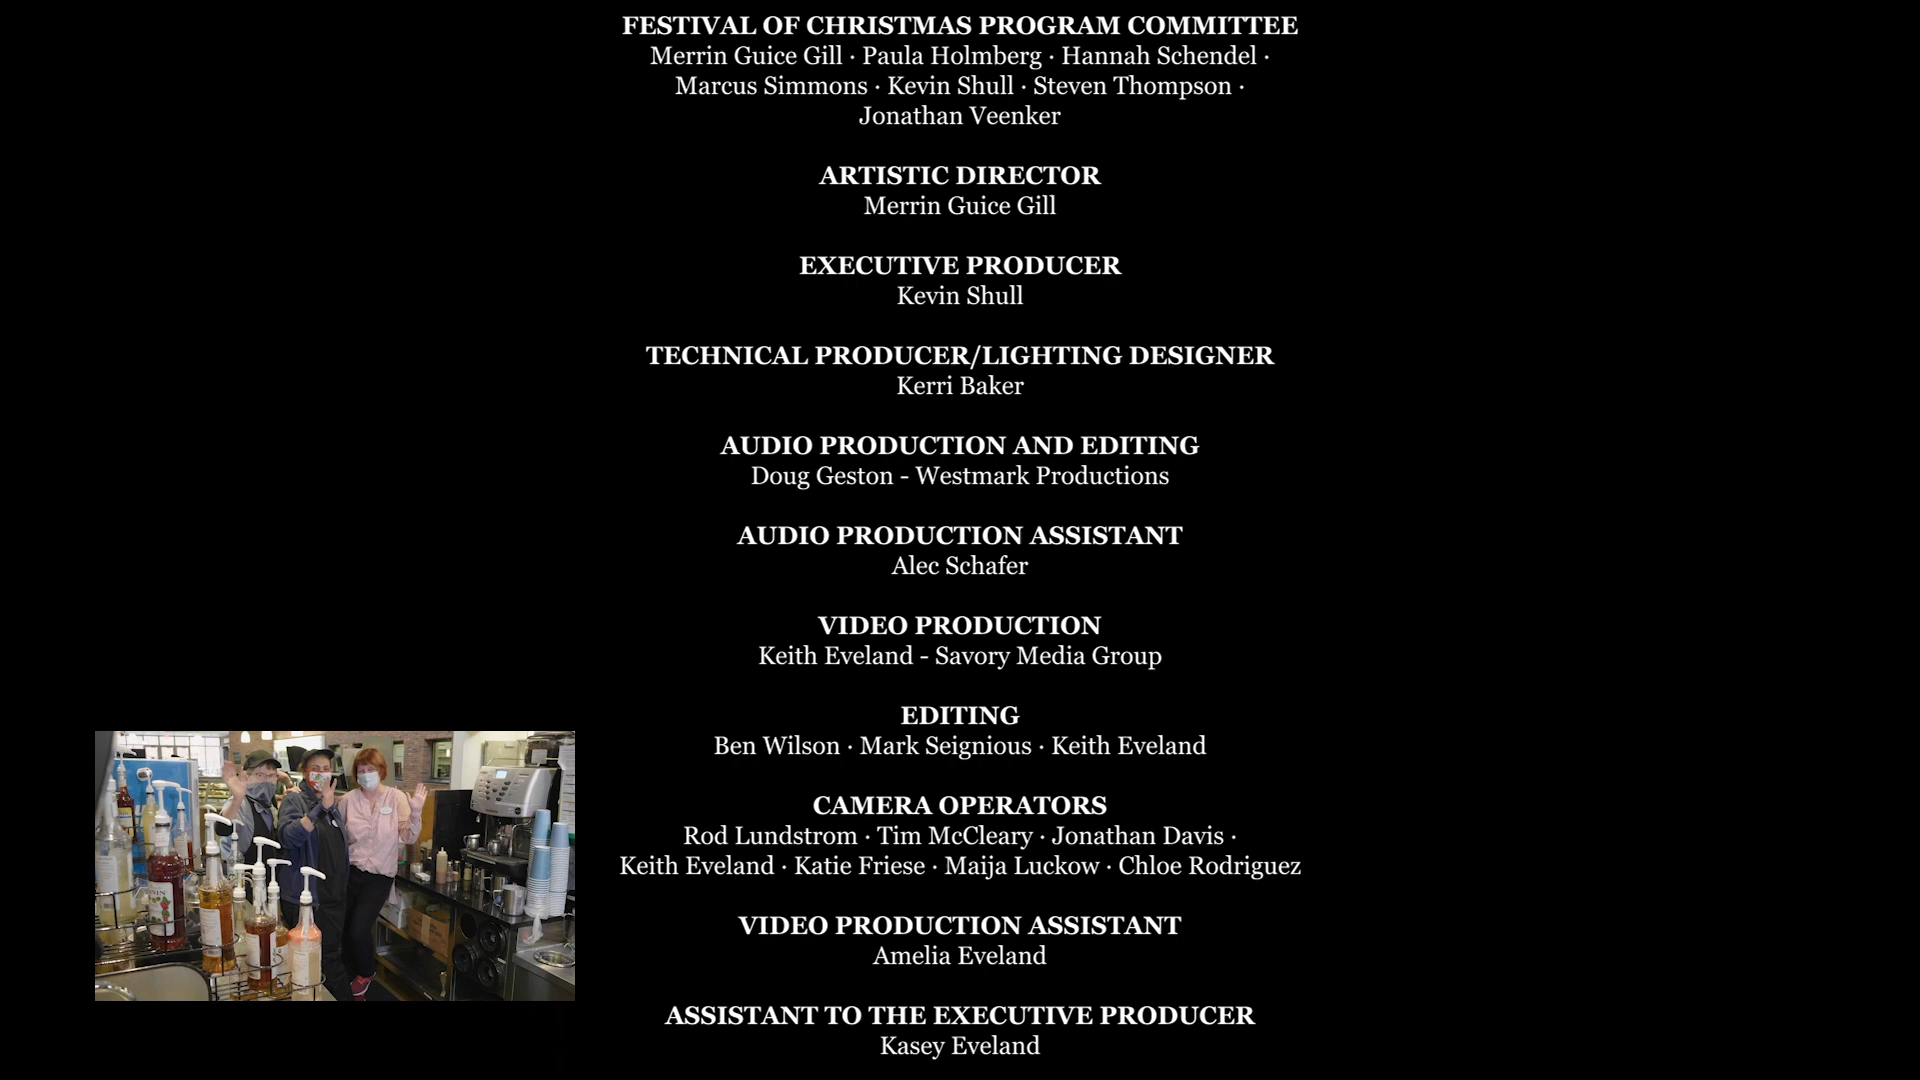 FESTIVAL OF CHRISTMAS PROGRAM COMMITTEE
Merrin Guice Gill · Paula Holmberg · Hannah Schendel ·
Marcus Simmons · Kevin Shull · Steven Thompson ·
Jonathan Veenker
ARTISTIC DIRECTOR
Merrin Guice Gill
EXECUTIVE PRODUCER
Kevin Shull
TECHNICAL PRODUCER/LIGHTING DESIGNER
Kerri Baker
AUDIO PRODUCTION AND EDITING
Doug Geston - Westmark Productions
AUDIO PRODUCTION ASSISTANT
Alec Schafer
VIDEO PRODUCTION
Keith Eveland - Savory Media Group
EDITING
Ben Wilson · Mark Seignious · Keith Eveland
CAMERA OPERATORS
Rod Lundstrom · Tim McCleary · Jonathan Davis ·
Keith Eveland · Katie Friese · Maija Luckow · Chloe Rodriguez
VIDEO PRODUCTION ASSISTANT
Amelia Eveland
ASSISTANT TO THE EXECUTIVE PRODUCER
Kasey Eveland